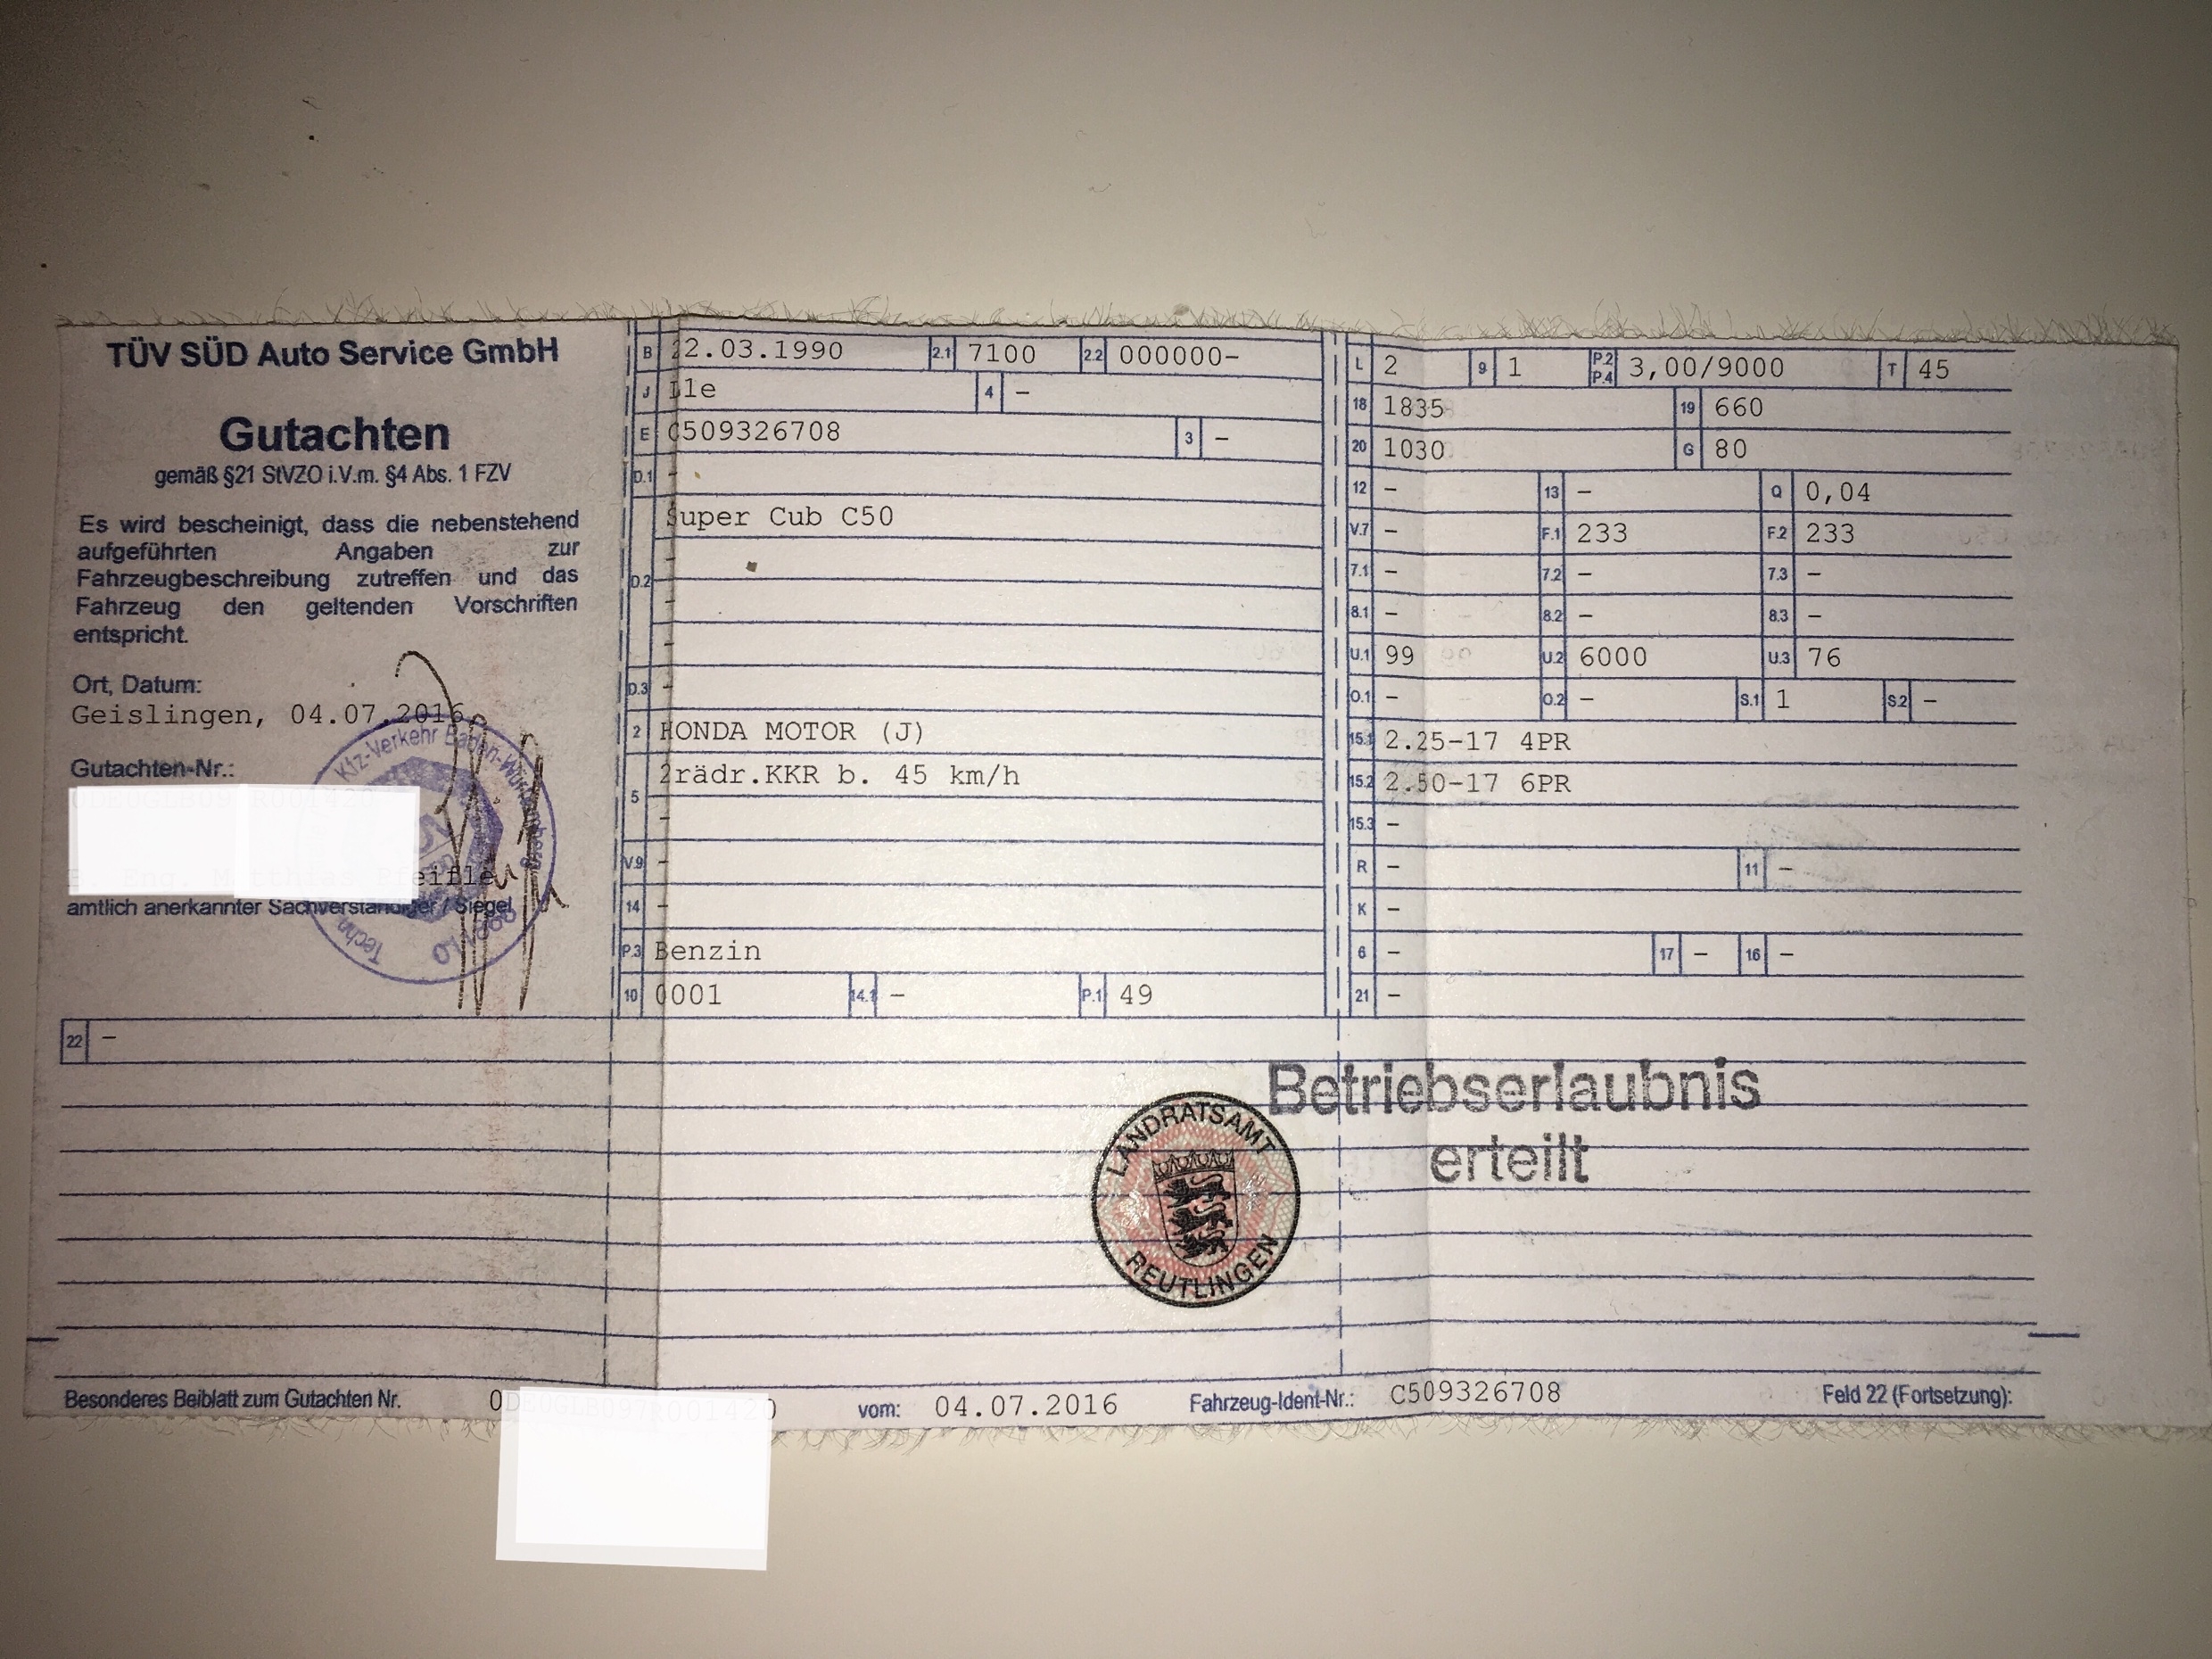 TÜV SÜD Auto Service GmbH
Gutachten
gemäß §21 StVZO i.V.m. §4 Abs. 1 FZV
Es wird bescheinigt, dass die nebenstehend
aufgeführten Angaben zur
Fahrzeugbeschreibung zutreffen und das
Fahrzeug den geltenden Vorschriften
entspricht.
Ort, Datum:
Geislingen, 04.07.2016
Gutachten-Nr.:
amtlich anerkannter Sachverständiger / Siegel
Kfz-Verkehr Baden-Württemberg
Techn
B 22.03.1990 2.1 7100 2.2 000000-
J L1e 4 -
E C509326708 3 -
D.1 -
Super Cub C50
-
D.2
-
-
D.3 -
2 HONDA MOTOR (J)
2rädr.KKR b. 45 km/h
5
-
V.9 -
14 -
P.3 Benzin
10 0001 14.1 - P.1 49
L 2 9 1 P.2 P.4 3,00/9000 T 45
18 1835 19 660
20 1030 G 80
12 - 13 - Q 0,04
V.7 - F.1 233 F.2 233
7.1 - 7.2 - 7.3 -
8.1 - 8.2 - 8.3 -
U.1 99 U.2 6000 U.3 76
O.1 - O.2 - S.1 1 S.2 -
15.1 2.25-17 4PR
15.2 2.50-17 6PR
15.3 -
R - 11 -
K -
6 - 17 - 16 -
21 -
22 -
Betriebserlaubnis
erteilt
LANDRATSAMT
REUTLINGEN
Besonderes Beiblatt zum Gutachten Nr. vom: 04.07.2016 Fahrzeug-Ident-Nr.: C509326708 Feld 22 (Fortsetzung):